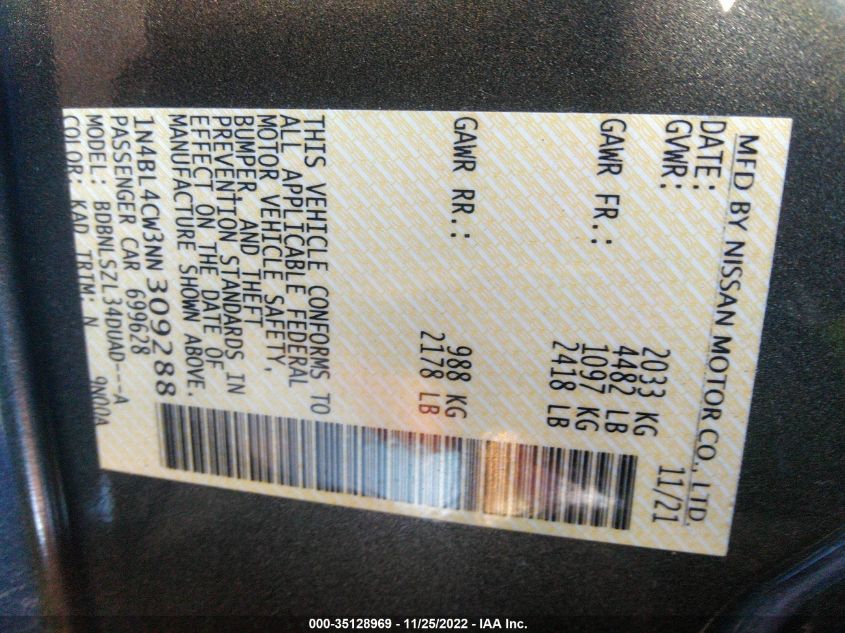 MFD BY NISSAN MOTOR CO., LTD.
DATE: 11/21
GVWR: 2033 KG
4482 LB
GAWR FR.: 1097 KG
2418 LB
GAWR RR.: 988 KG
2178 LB
THIS VEHICLE CONFORMS TO
ALL APPLICABLE FEDERAL
MOTOR VEHICLE SAFETY,
BUMPER, AND THEFT
PREVENTION STANDARDS IN
EFFECT ON THE DATE OF
MANUFACTURE SHOWN ABOVE.
1N4BL4CW3NN309288
PASSENGER CAR 699628
MODEL: BDBNLSZL34DUAD---A
COLOR: KAD TRIM: N 9N00A
000-35128969 - 11/25/2022 - IAA Inc.